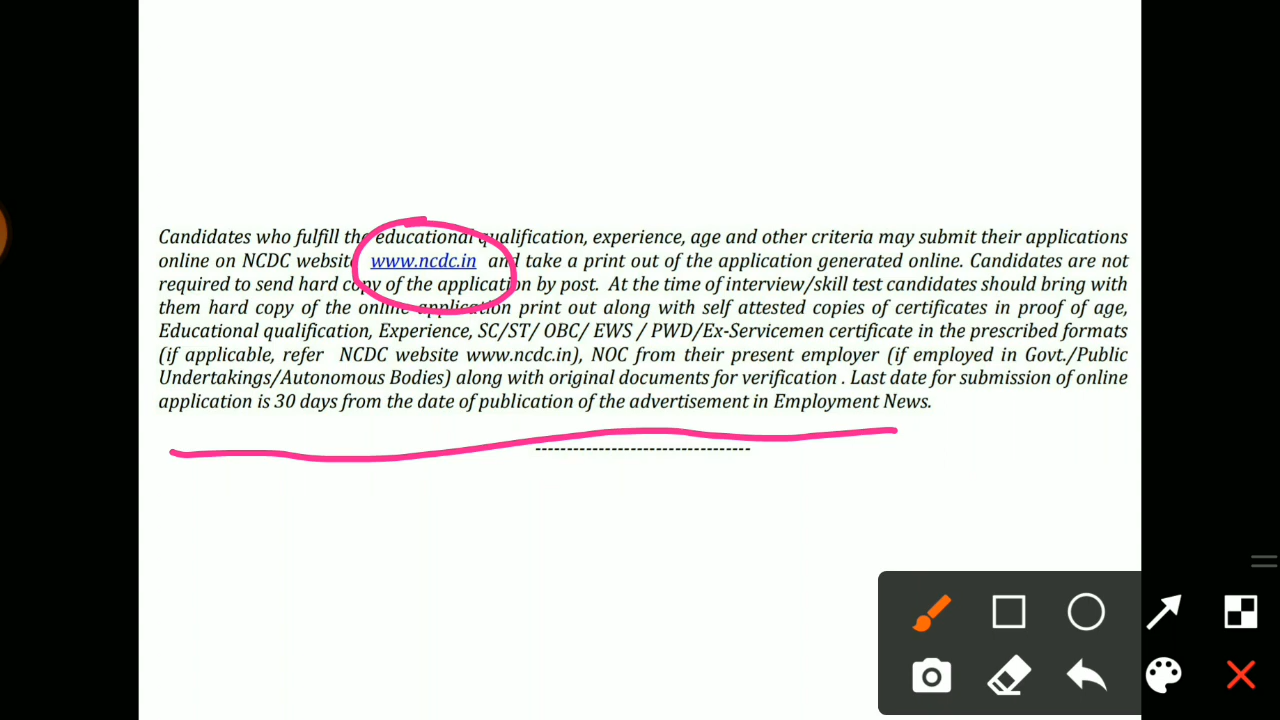 Candidates who fulfill the educational qualification, experience, age and other criteria may submit their applications
online on NCDC website www.ncdc.in and take a print out of the application generated online. Candidates are not
required to send hard copy of the application by post. At the time of interview/skill test candidates should bring with
them hard copy of the online application print out along with self attested copies of certificates in proof of age,
Educational qualification, Experience, SC/ST/ OBC/ EWS / PWD/Ex-Servicemen certificate in the prescribed formats
(if applicable, refer NCDC website www.ncdc.in), NOC from their present employer (if employed in Govt./Public
Undertakings/Autonomous Bodies) along with original documents for verification . Last date for submission of online
application is 30 days from the date of publication of the advertisement in Employment News.
----------------------------------